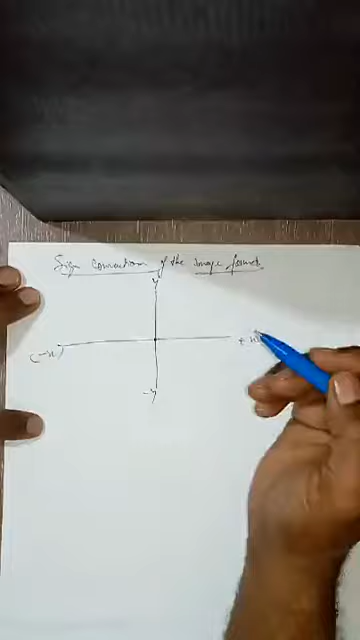 Sign convention of the image formed
y
(-x)
+x
-y